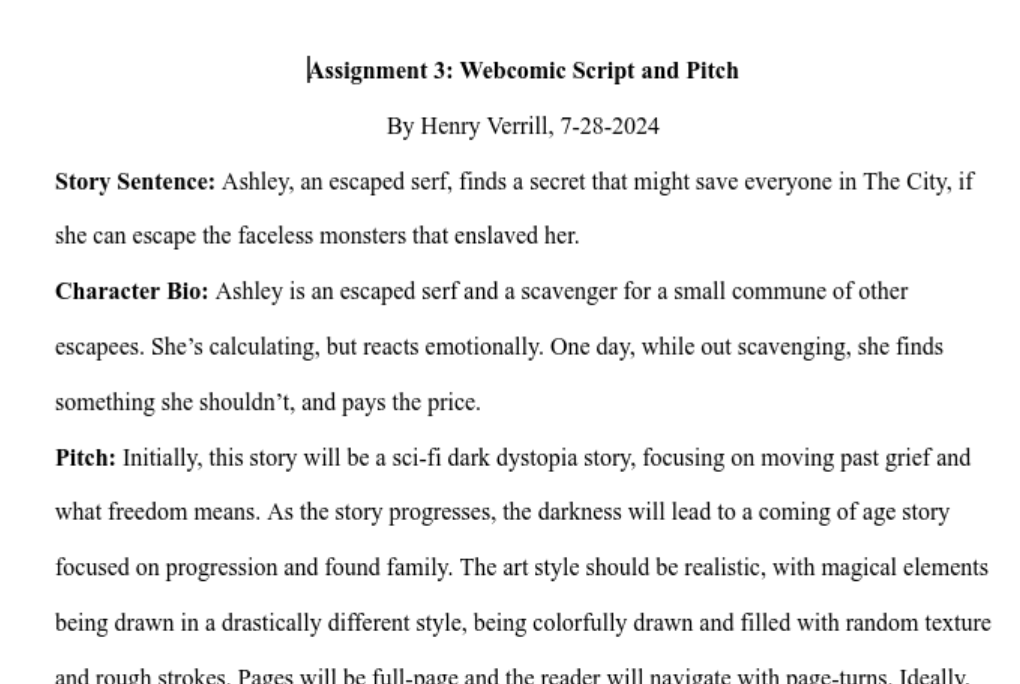 Assignment 3: Webcomic Script and Pitch
By Henry Verrill, 7-28-2024
Story Sentence: Ashley, an escaped serf, finds a secret that might save everyone in The City, if
she can escape the faceless monsters that enslaved her.
Character Bio: Ashley is an escaped serf and a scavenger for a small commune of other
escapees. She’s calculating, but reacts emotionally. One day, while out scavenging, she finds
something she shouldn’t, and pays the price.
Pitch: Initially, this story will be a sci-fi dark dystopia story, focusing on moving past grief and
what freedom means. As the story progresses, the darkness will lead to a coming of age story
focused on progression and found family. The art style should be realistic, with magical elements
being drawn in a drastically different style, being colorfully drawn and filled with random texture
and rough strokes. Pages will be full-page and the reader will navigate with page-turns. Ideally,